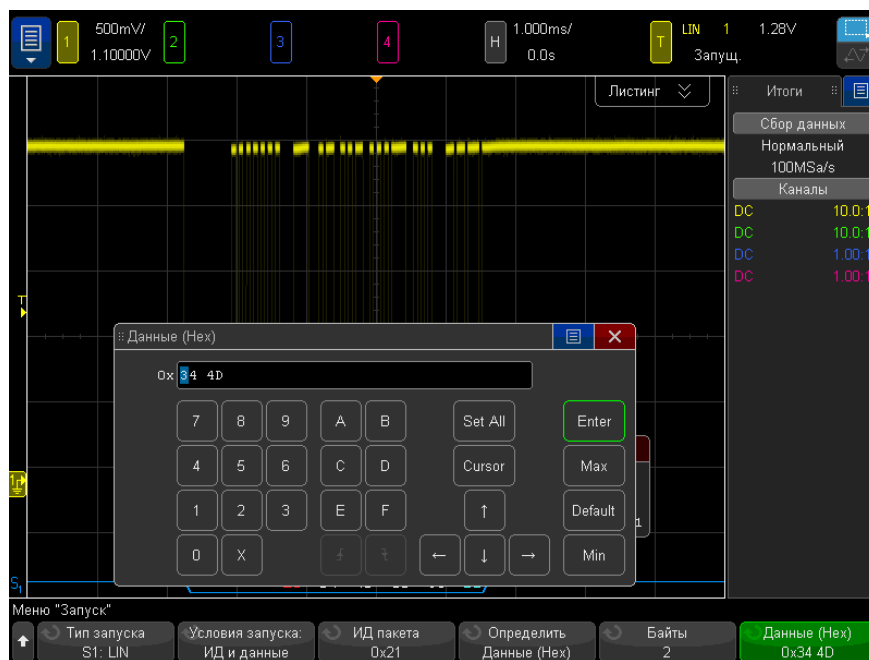 1 500mV/ 1.10000V 2 3 4 H 1.000ms/ 0.0s T LIN 1 1.28V Запущ.
Листинг
Итоги
Сбор данных
Нормальный
100MSa/s
Каналы
DC 10.0:1
DC 10.0:1
DC 1.00:1
DC 1.00:1
T
Данные (Hex)
0x 34 4D
7 8 9 A B Set All Enter
4 5 6 C D Cursor Max
1 2 3 E F ↑ Default
0 X ← ↓ → Min
1
S1
Меню "Запуск"
Тип запуска
S1: LIN
Условия запуска:
ИД и данные
ИД пакета
0x21
Определить
Данные (Hex)
Байты
2
Данные (Hex)
0x34 4D